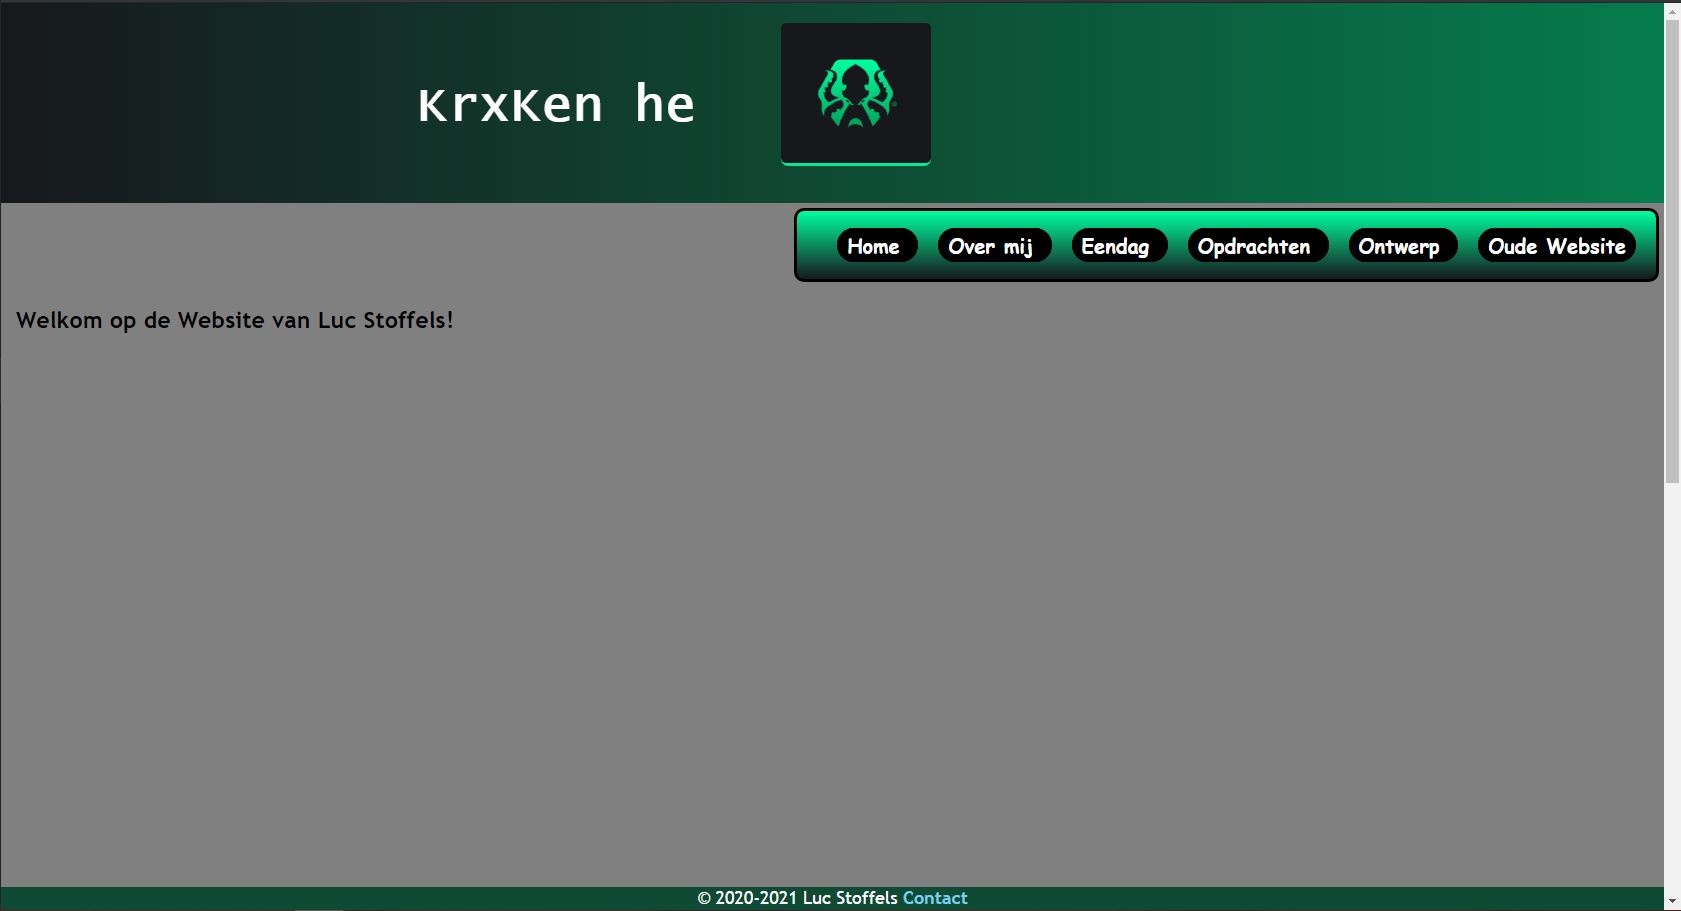 KrxKen he
Home Over mij Eendag Opdrachten Ontwerp Oude Website
Welkom op de Website van Luc Stoffels!
© 2020-2021 Luc Stoffels Contact